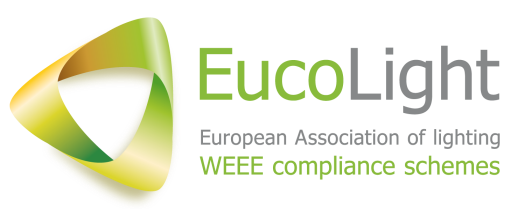 EucoLight
European Association of lighting
WEEE compliance schemes